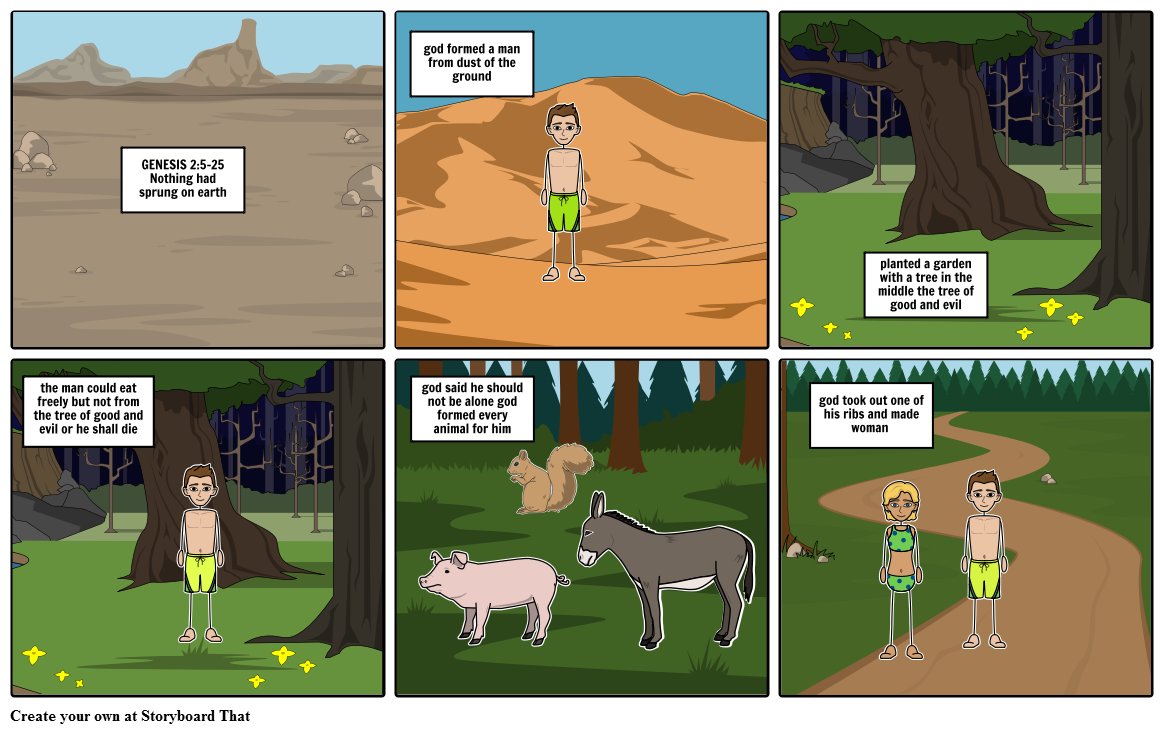 GENESIS 2:5-25
Nothing had
sprung on earth
god formed a man
from dust of the
ground
planted a garden
with a tree in the
middle the tree of
good and evil
the man could eat
freely but not from
the tree of good and
evil or he shall die
god said he should
not be alone god
formed every
animal for him
god took out one of
his ribs and made
woman
Create your own at Storyboard That